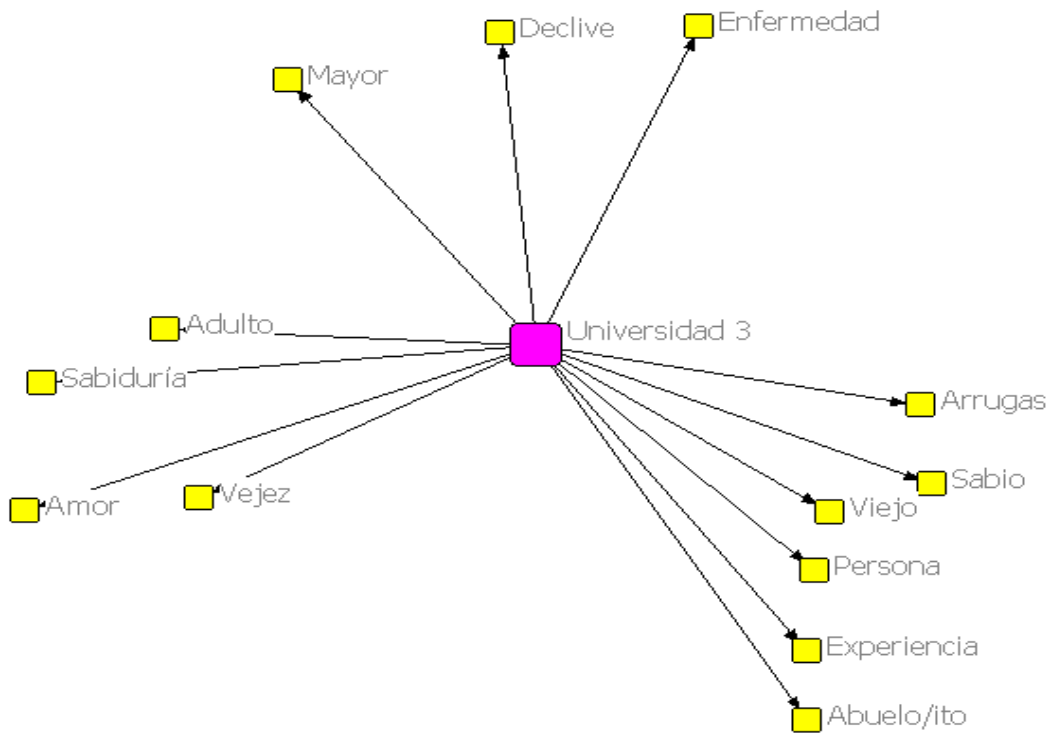 Enfermedad
Declive
Mayor
Adulto
Universidad 3
Sabiduría
Arrugas
Sabio
Vejez
Amor
Viejo
Persona
Experiencia
Abuelo/ito